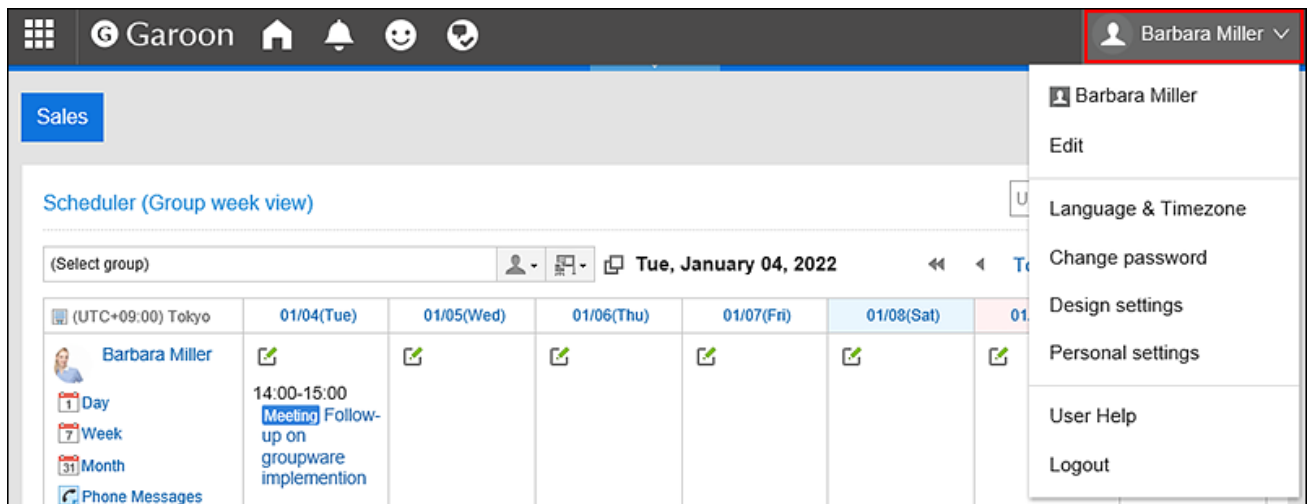 G Garoon
Barbara Miller
Barbara Miller
Edit
Language & Timezone
Change password
Design settings
Personal settings
User Help
Logout
Sales
Scheduler (Group week view)
U
(Select group)
Tue, January 04, 2022
(UTC+09:00) Tokyo
01/04(Tue)
01/05(Wed)
01/06(Thu)
01/07(Fri)
01/08(Sat)
Barbara Miller
1 Day
7 Week
31 Month
Phone Messages
14:00-15:00
Meeting Follow-
up on
groupware
implemention